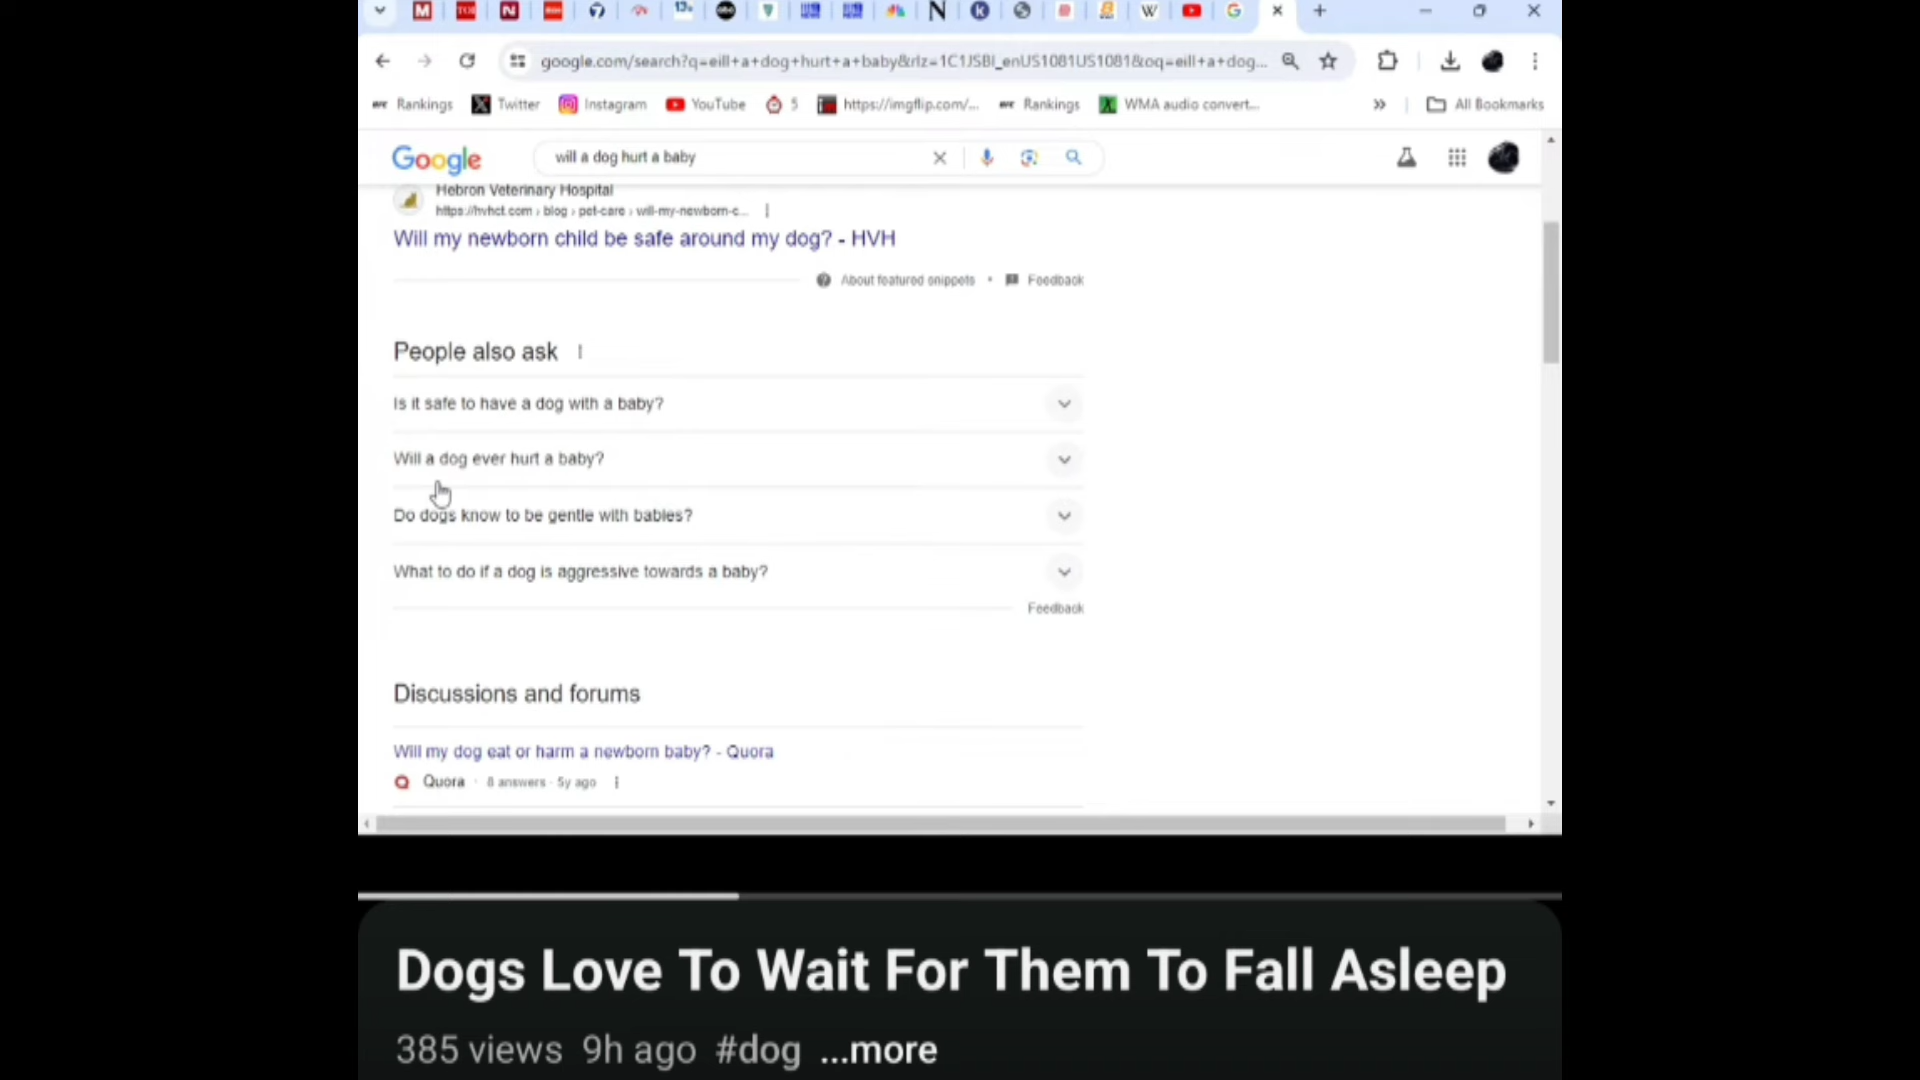 google.com/search?q=eill+a+dog+hurt+a+baby&rlz=1C1JSBI_enUS1081US1081&oq=eill+a+dog...
Rankings Twitter Instagram YouTube 5 https://imgflip.com/... Rankings WMA audio convert... » All Bookmarks
Google will a dog hurt a baby
Hebron Veterinary Hospital
https://hvhct.com › blog › pet-care › will-my-newborn-c...
Will my newborn child be safe around my dog? - HVH
About featured snippets • Feedback
People also ask
Is it safe to have a dog with a baby?
Will a dog ever hurt a baby?
Do dogs know to be gentle with babies?
What to do if a dog is aggressive towards a baby?
Feedback
Discussions and forums
Will my dog eat or harm a newborn baby? - Quora
Quora · 8 answers · 5y ago
Dogs Love To Wait For Them To Fall Asleep
385 views 9h ago #dog ...more